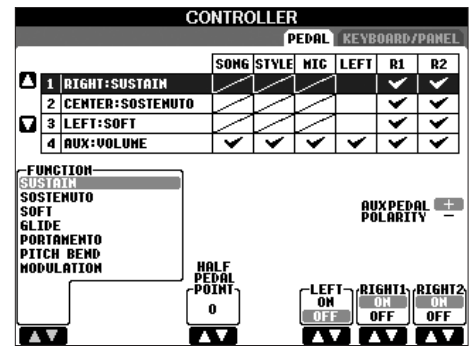 CONTROLLER
PEDAL KEYBOARD/PANEL
SONG STYLE MIC LEFT R1 R2
1 RIGHT:SUSTAIN
2 CENTER:SOSTENUTO
3 LEFT:SOFT
4 AUX:VOLUME
FUNCTION
SUSTAIN
SOSTENUTO
SOFT
GLIDE
PORTAMENTO
PITCH BEND
MODULATION
AUX PEDAL +
POLARITY −
HALF
PEDAL
POINT
0
LEFT RIGHT1 RIGHT2
ON ON ON
OFF OFF OFF